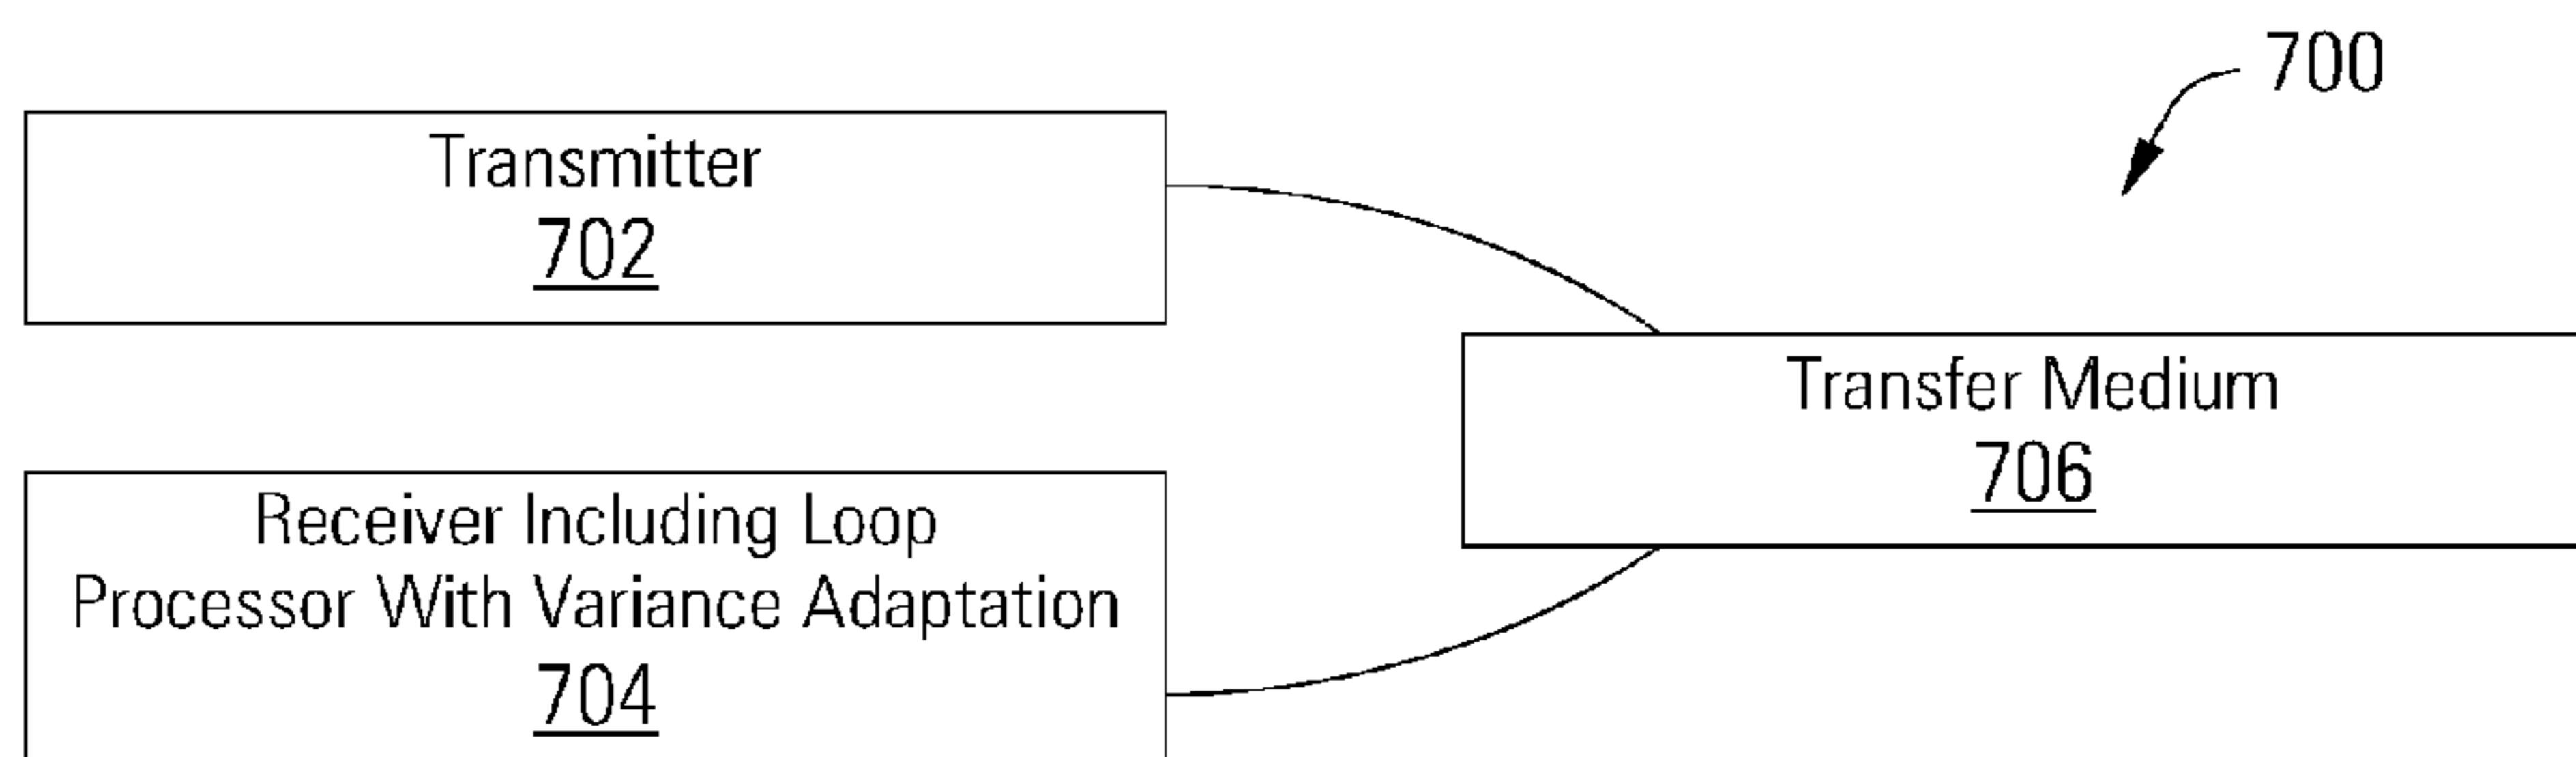 700
Transmitter
702
Transfer Medium
706
Receiver Including Loop
Processor With Variance Adaptation
704